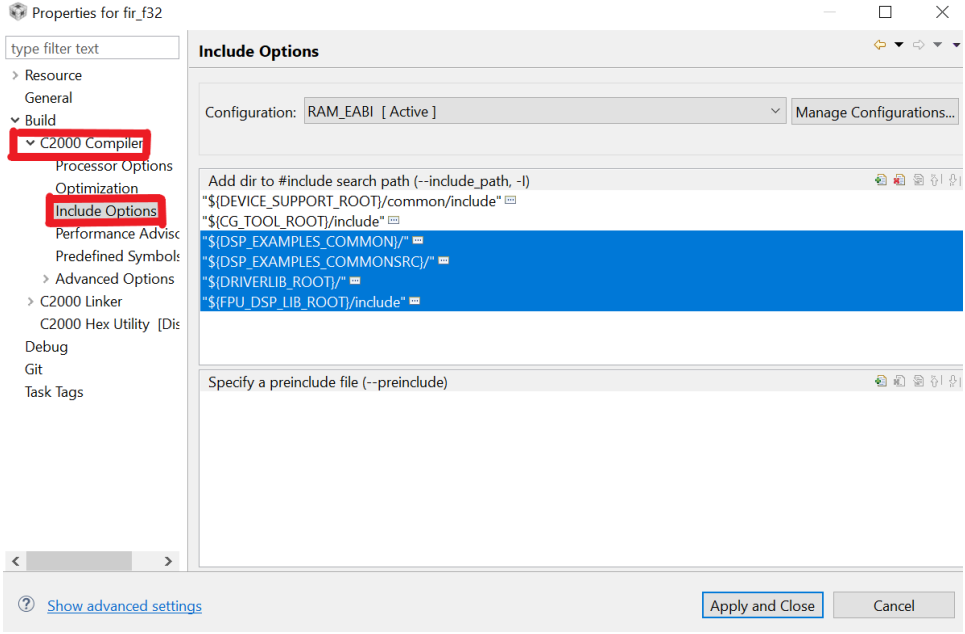 Properties for fir_f32
type filter text
Resource
General
Build
C2000 Compiler
Processor Options
Optimization
Include Options
Performance Adviso
Predefined Symbols
Advanced Options
C2000 Linker
C2000 Hex Utility [Dis
Debug
Git
Task Tags
Include Options
Configuration: RAM_EABI [ Active ] Manage Configurations...
Add dir to #include search path (--include_path, -I)
"${DEVICE_SUPPORT_ROOT}/common/include"
"${CG_TOOL_ROOT}/include"
"${DSP_EXAMPLES_COMMON}/"
"${DSP_EXAMPLES_COMMONSRC}/"
"${DRIVERLIB_ROOT}/"
"${FPU_DSP_LIB_ROOT}/include"
Specify a preinclude file (--preinclude)
Show advanced settings
Apply and Close
Cancel